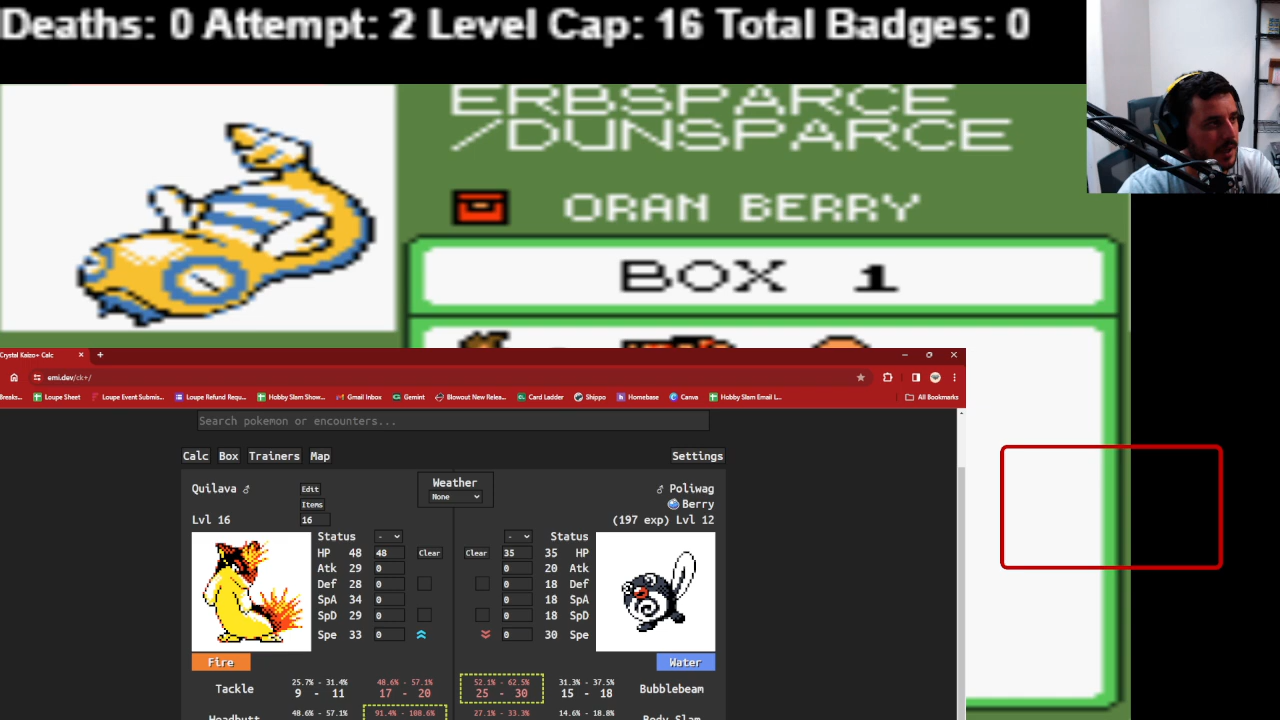 Deaths: 0 Attempt: 2 Level Cap: 16 Total Badges: 0
ERBSPARCE
/DUNSPARCE
ORAN BERRY
BOX 1
Crystal Kaizo+ Calc
emi.dev/ck+/
Breaks... Loupe Sheet Loupe Event Submis... Loupe Refund Requ... Hobby Slam Show... Gmail Inbox Gemint Blowout New Relea... Card Ladder Shippo Homebase Canva Hobby Slam Email L... All Bookmarks
Search pokemon or encounters...
Calc Box Trainers Map Settings
Weather
None
Quilava ♂ Edit ♂ Poliwag
Items Berry
Lvl 16 16 (197 exp) Lvl 12
Status - - Status
HP 48 48 Clear Clear 35 35 HP
Atk 29 0 0 20 Atk
Def 28 0 0 18 Def
SpA 34 0 0 18 SpA
SpD 29 0 0 18 SpD
Spe 33 0 0 30 Spe
Fire Water
25.7% - 31.4% 48.6% - 57.1% 52.1% - 62.5% 31.3% - 37.5%
Tackle 9 - 11 17 - 20 25 - 30 15 - 18 Bubblebeam
48.6% - 57.1% 91.4% - 108.6% 27.1% - 33.3% 14.6% - 18.8%
Headbutt Body Slam